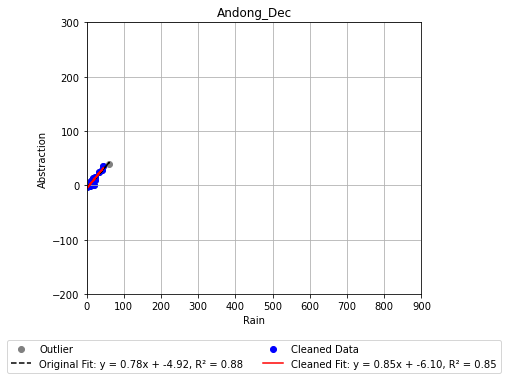 Andong_Dec
300
200
100
0
−100
−200
Abstraction
0 100 200 300 400 500 600 700 800 900
Rain
Outlier Cleaned Data
Original Fit: y = 0.78x + -4.92, R² = 0.88 Cleaned Fit: y = 0.85x + -6.10, R² = 0.85